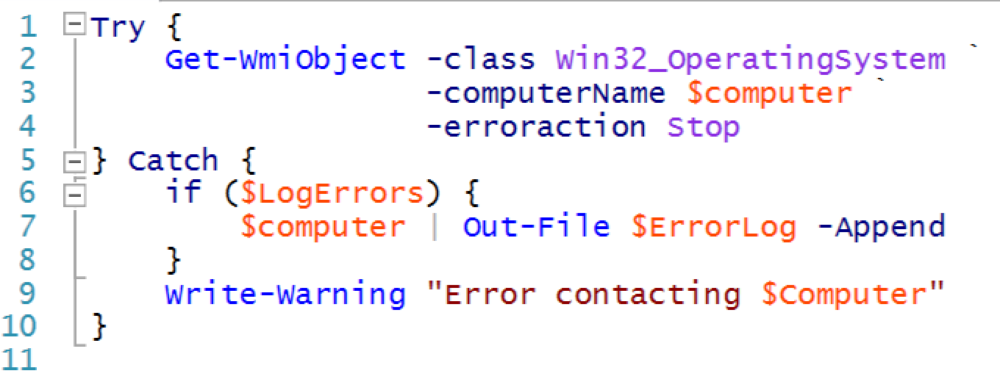 1 Try {
2     Get-WmiObject -class Win32_OperatingSystem `
3                   -computerName $computer `
4                   -erroraction Stop
5 } Catch {
6     if ($LogErrors) {
7         $computer | Out-File $ErrorLog -Append
8     }
9     Write-Warning "Error contacting $Computer"
10 }
11